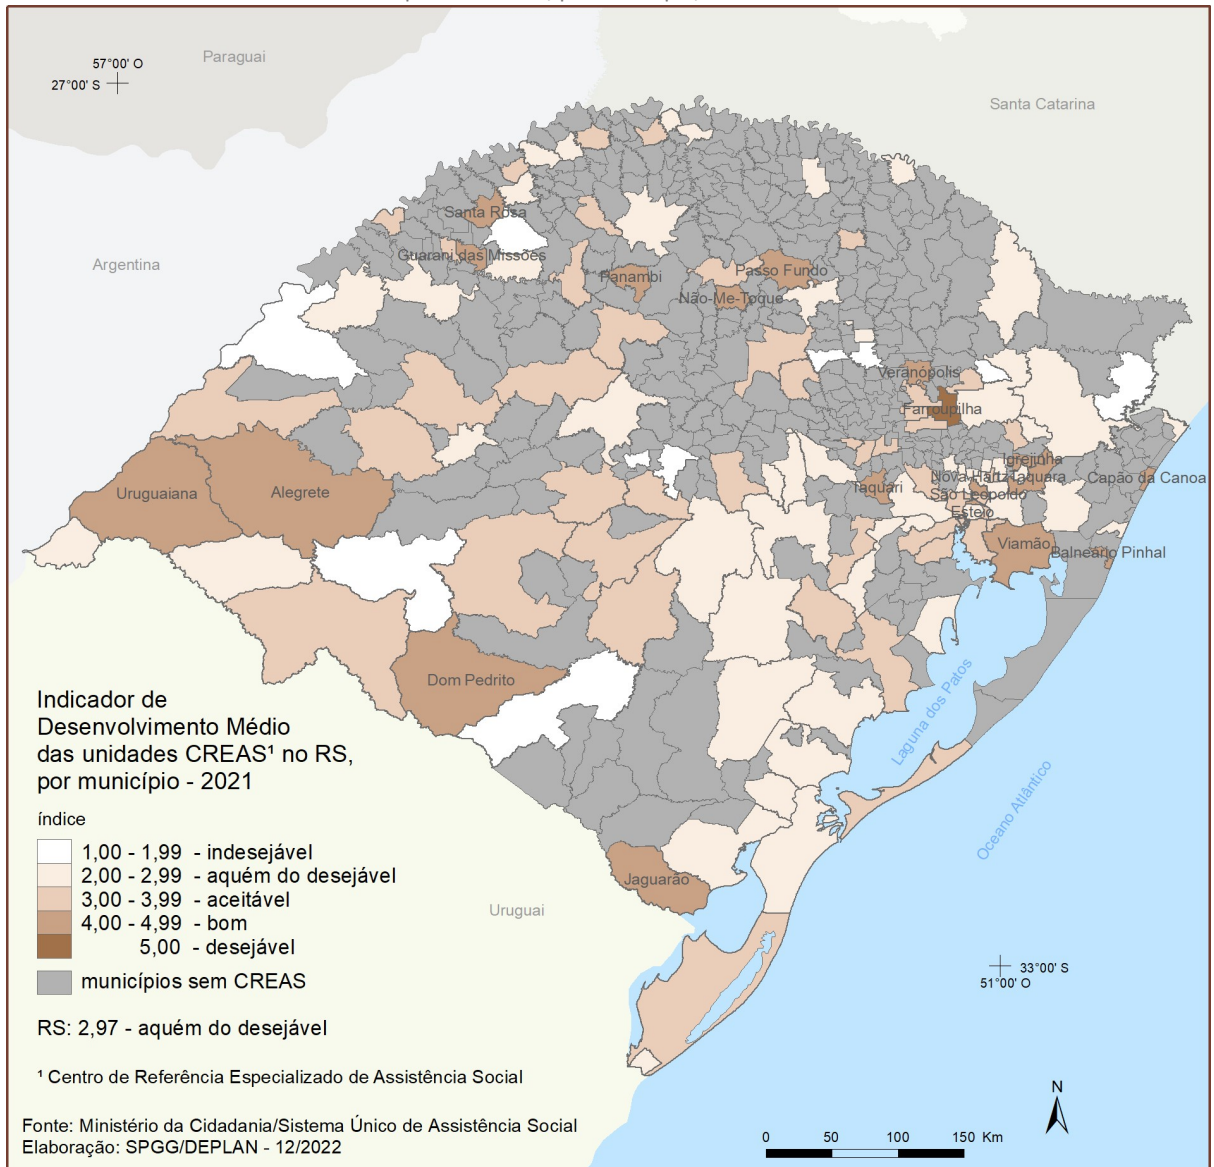 Paraguai
57°00' O
27°00' S
Santa Catarina
Argentina
Santa Rosa
Guarani das Missões
Panambi
Passo Fundo
Não-Me-Toque
Veranópolis
Farroupilha
Igrejinha
Nova Hartz
Taquara
Capão da Canoa
Uruguaiana
Alegrete
Taquari
São Leopoldo
Esteio
Viamão
Balneário Pinhal
Dom Pedrito
Laguna dos Patos
Oceano Atlântico
Jaguarão
Uruguai
33°00' S
51°00' O
Indicador de
Desenvolvimento Médio
das unidades CREAS¹ no RS,
por município - 2021
índice
1,00 - 1,99 - indesejável
2,00 - 2,99 - aquém do desejável
3,00 - 3,99 - aceitável
4,00 - 4,99 - bom
5,00 - desejável
municípios sem CREAS
RS: 2,97 - aquém do desejável
¹ Centro de Referência Especializado de Assistência Social
Fonte: Ministério da Cidadania/Sistema Único de Assistência Social
Elaboração: SPGG/DEPLAN - 12/2022
N
0 50 100 150 Km